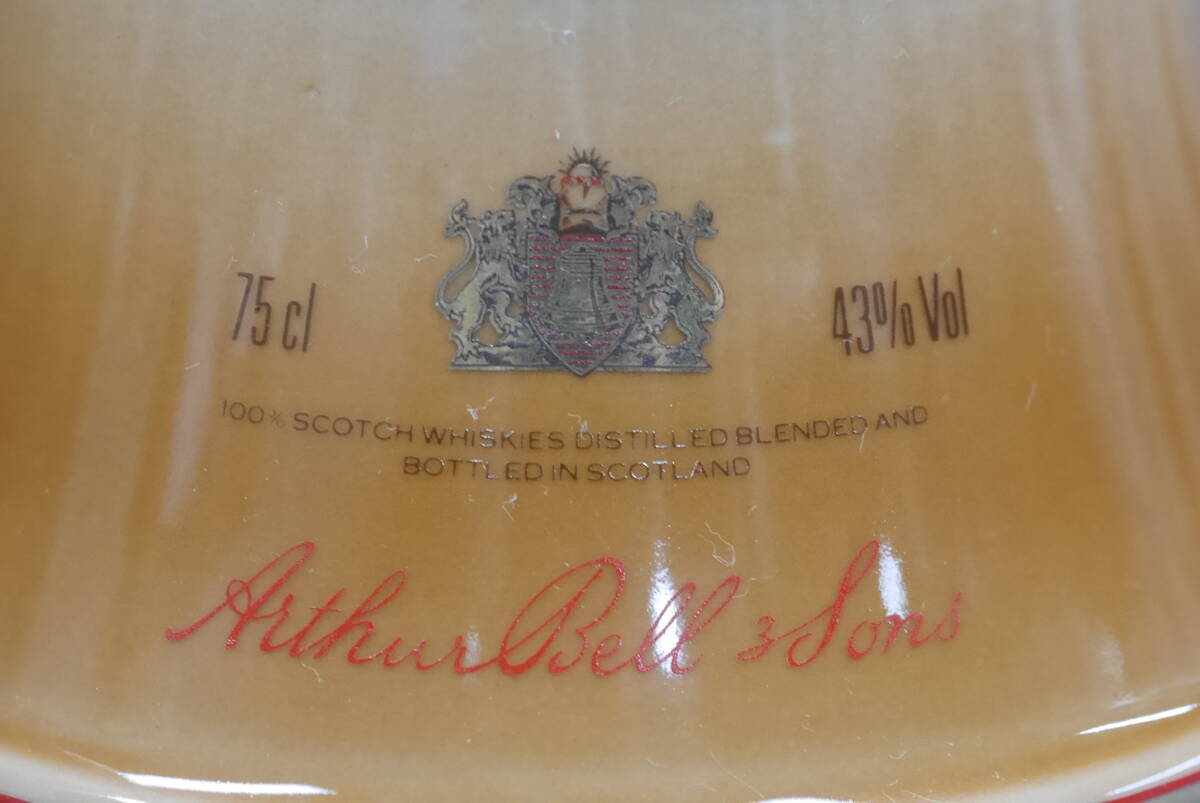 75 cl
43% Vol
100% SCOTCH WHISKIES DISTILLED BLENDED AND
BOTTLED IN SCOTLAND
Arthur Bell & Sons